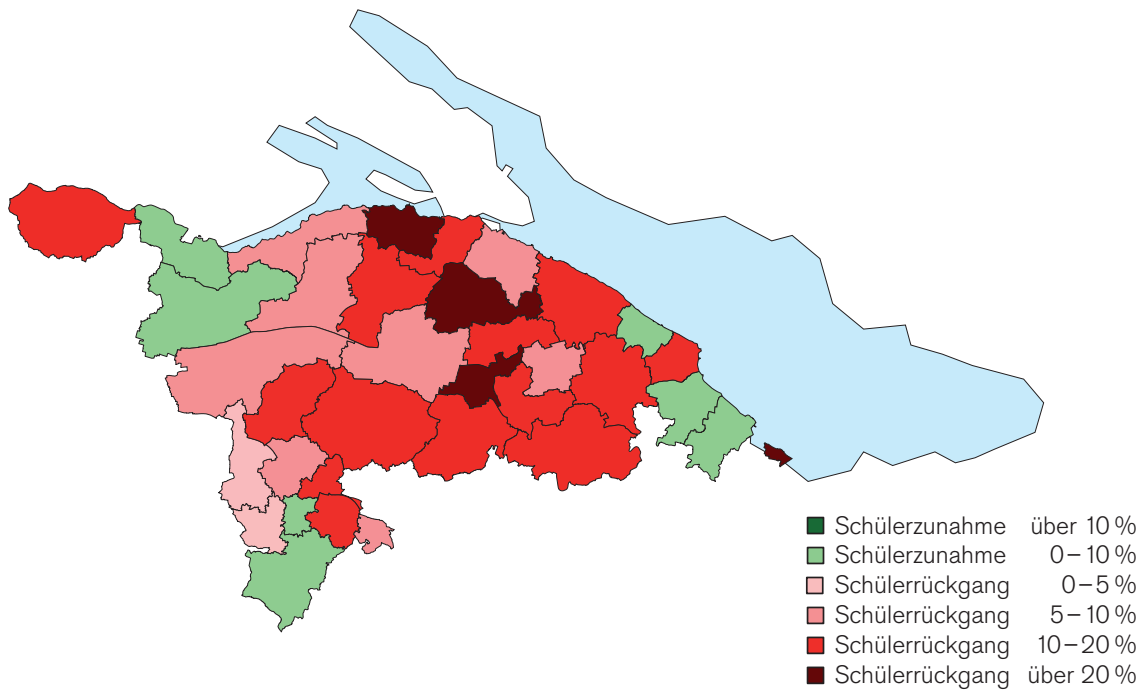 Schülerzunahme über 10 %
Schülerzunahme 0–10 %
Schülerrückgang 0–5 %
Schülerrückgang 5–10 %
Schülerrückgang 10–20 %
Schülerrückgang über 20 %